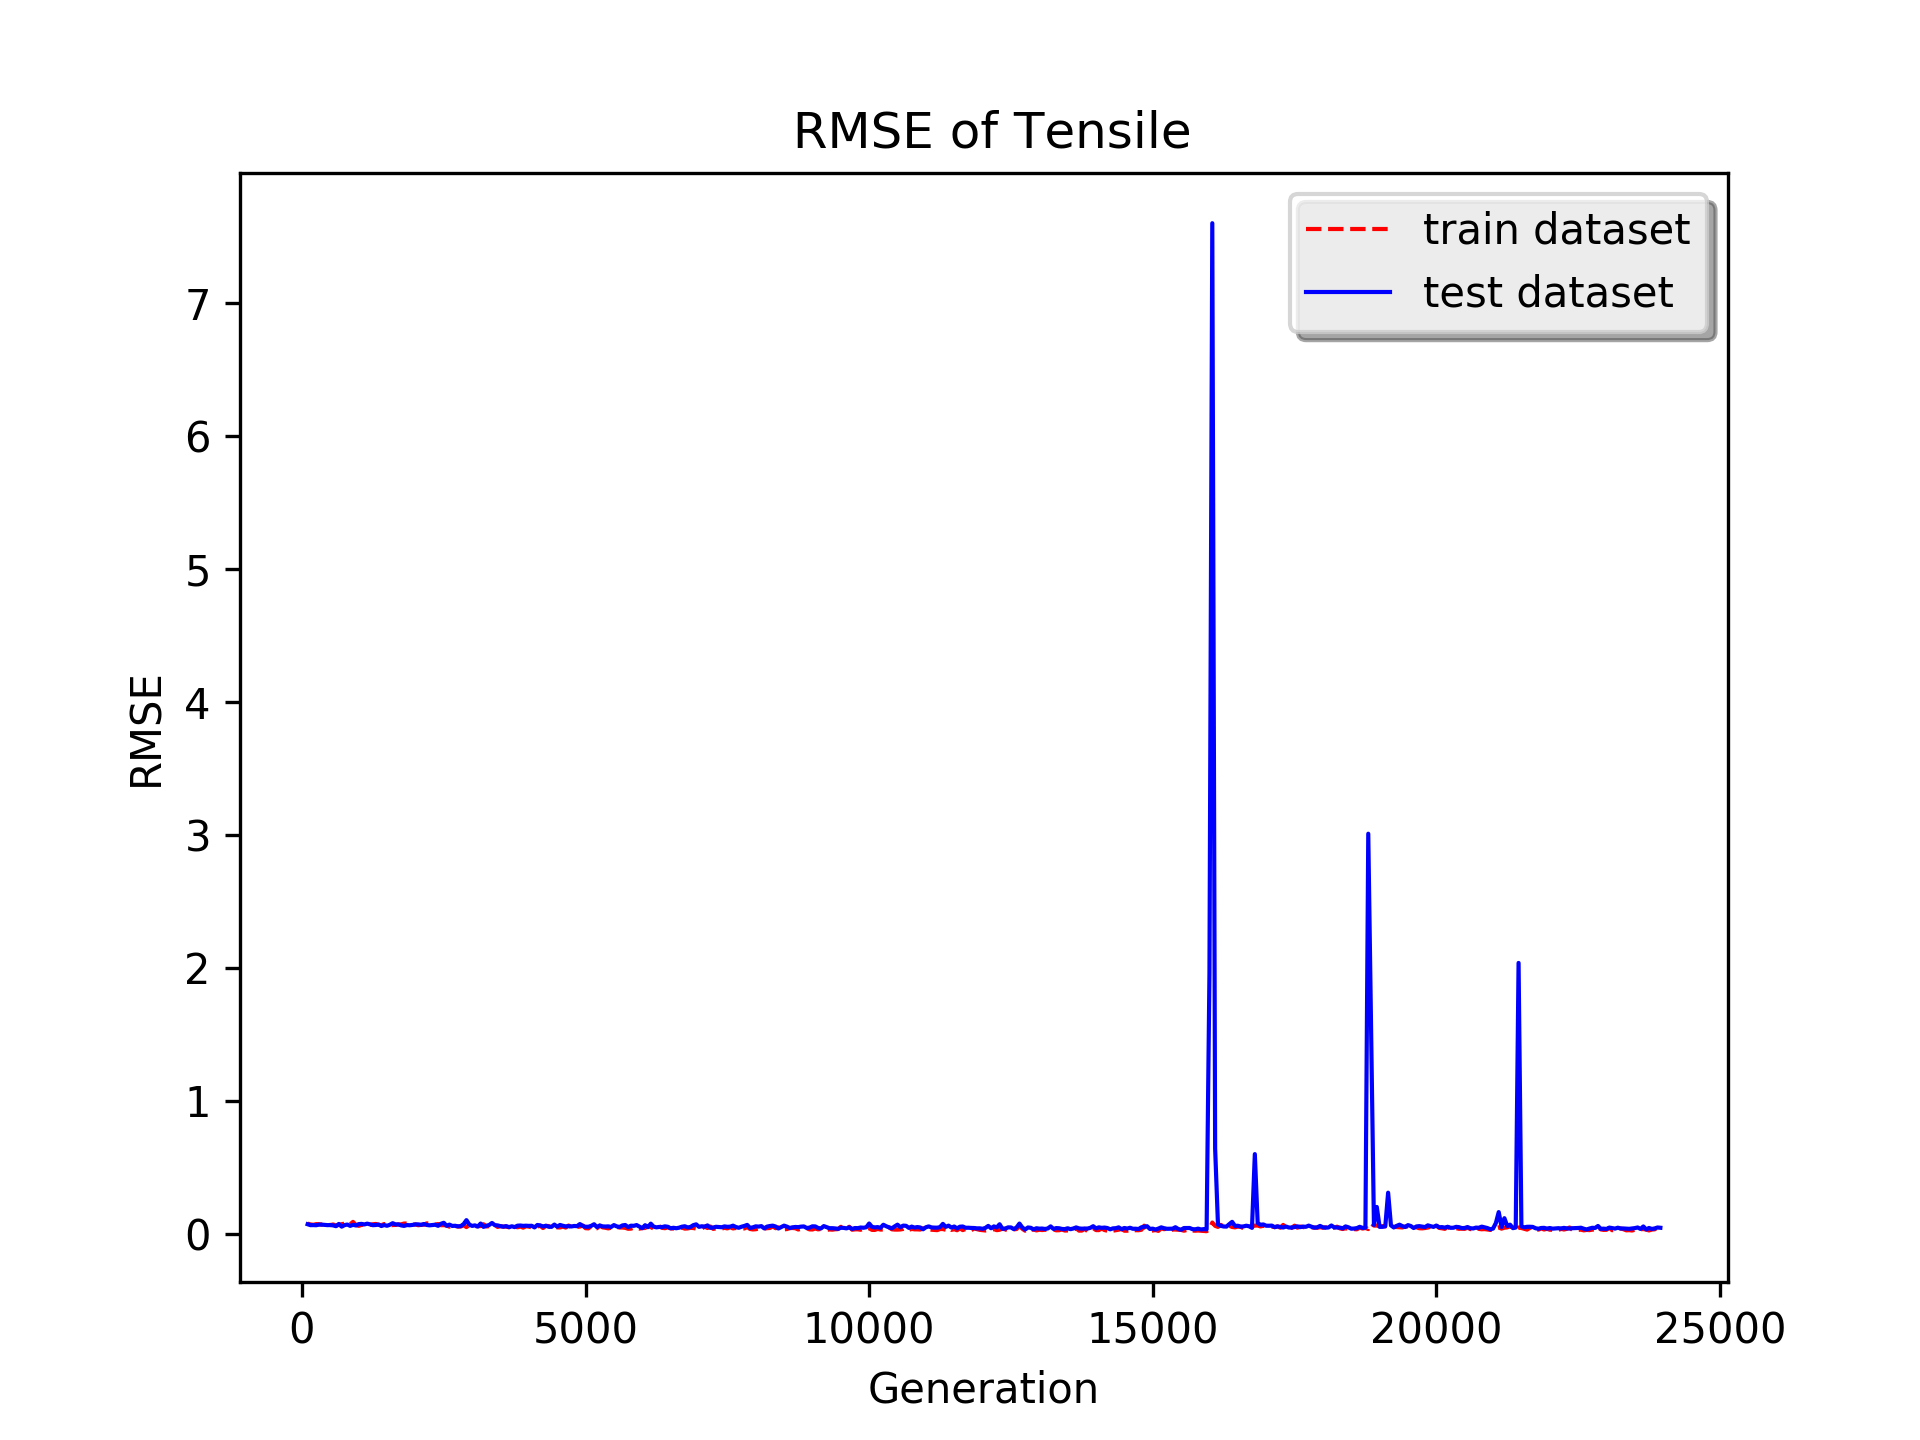 RMSE of Tensile
train dataset
test dataset
7
6
5
4
3
2
1
0
RMSE
0 5000 10000 15000 20000 25000
Generation